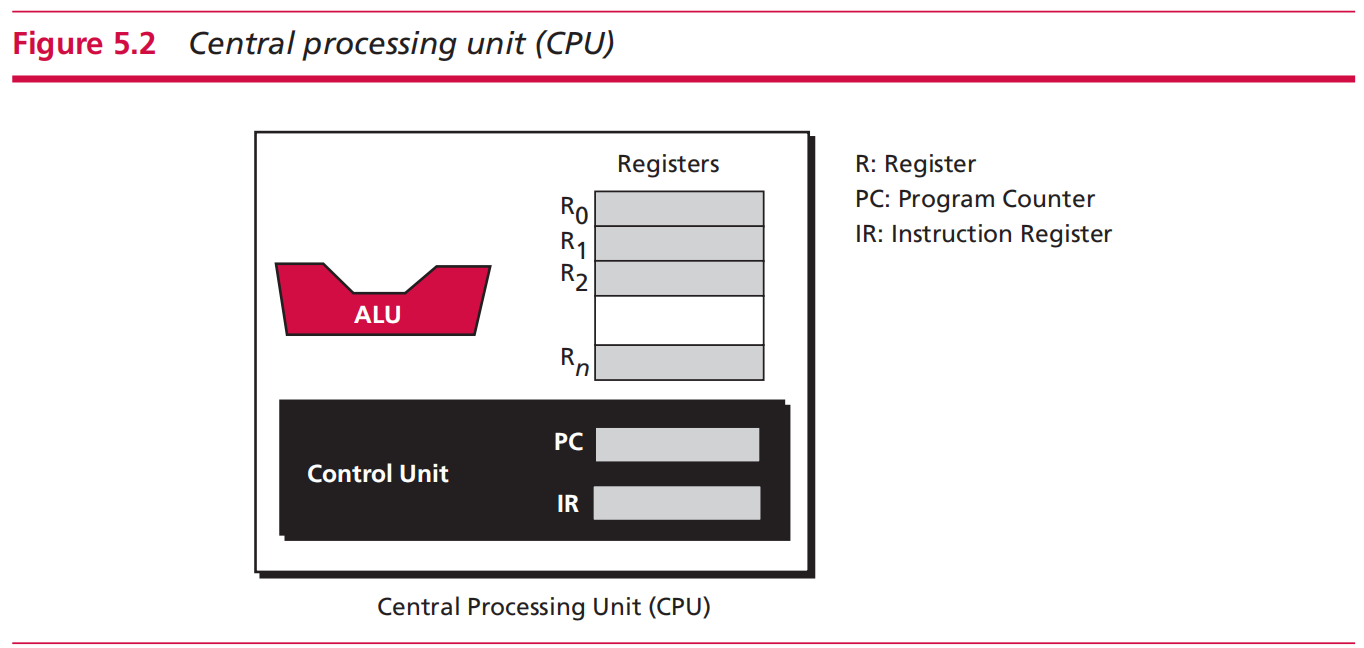 Figure 5.2 Central processing unit (CPU)
Registers
R0
R1
R2
Rn
ALU
Control Unit
PC
IR
R: Register
PC: Program Counter
IR: Instruction Register
Central Processing Unit (CPU)